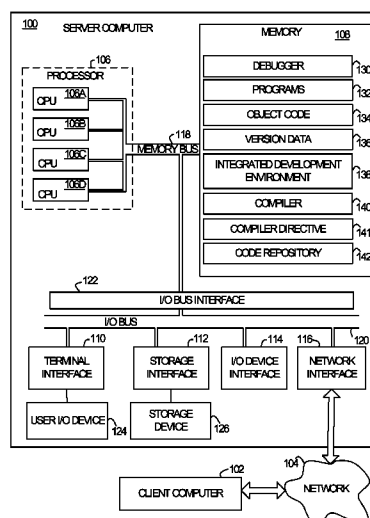 100 SERVER COMPUTER
MEMORY 108
106
PROCESSOR
CPU 106A
CPU 106B
CPU 106C
CPU 106D
118
MEMORY BUS
DEBUGGER 130
PROGRAMS 132
OBJECT CODE 134
VERSION DATA 136
INTEGRATED DEVELOPMENT
ENVIRONMENT 138
COMPILER 140
COMPILER DIRECTIVE 141
CODE REPOSITORY 142
122
I/O BUS INTERFACE
I/O BUS
110 112 114 116 120
TERMINAL
INTERFACE
STORAGE
INTERFACE
I/O DEVICE
INTERFACE
NETWORK
INTERFACE
USER I/O DEVICE 124
STORAGE
DEVICE 126
102
CLIENT COMPUTER
104
NETWORK